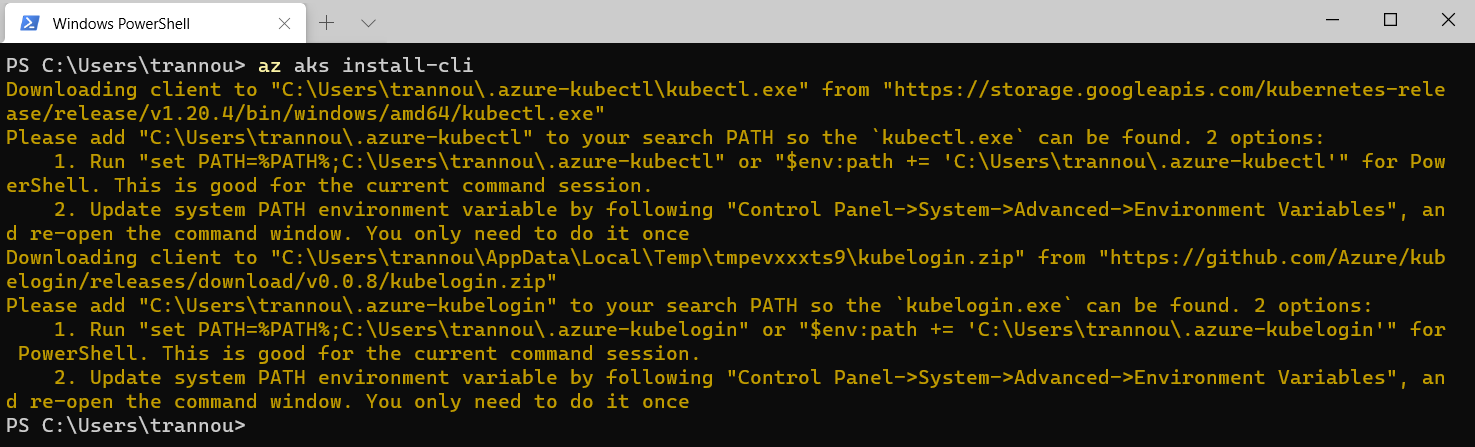 Windows PowerShell
PS C:\Users\trannou> az aks install-cli
Downloading client to "C:\Users\trannou\.azure-kubectl\kubectl.exe" from "https://storage.googleapis.com/kubernetes-rele
ase/release/v1.20.4/bin/windows/amd64/kubectl.exe"
Please add "C:\Users\trannou\.azure-kubectl" to your search PATH so the `kubectl.exe` can be found. 2 options:
    1. Run "set PATH=%PATH%;C:\Users\trannou\.azure-kubectl" or "$env:path += 'C:\Users\trannou\.azure-kubectl'" for Pow
erShell. This is good for the current command session.
    2. Update system PATH environment variable by following "Control Panel->System->Advanced->Environment Variables", an
d re-open the command window. You only need to do it once
Downloading client to "C:\Users\trannou\AppData\Local\Temp\tmpevxxxts9\kubelogin.zip" from "https://github.com/Azure/kub
elogin/releases/download/v0.0.8/kubelogin.zip"
Please add "C:\Users\trannou\.azure-kubelogin" to your search PATH so the `kubelogin.exe` can be found. 2 options:
    1. Run "set PATH=%PATH%;C:\Users\trannou\.azure-kubelogin" or "$env:path += 'C:\Users\trannou\.azure-kubelogin'" for
 PowerShell. This is good for the current command session.
    2. Update system PATH environment variable by following "Control Panel->System->Advanced->Environment Variables", an
d re-open the command window. You only need to do it once
PS C:\Users\trannou>